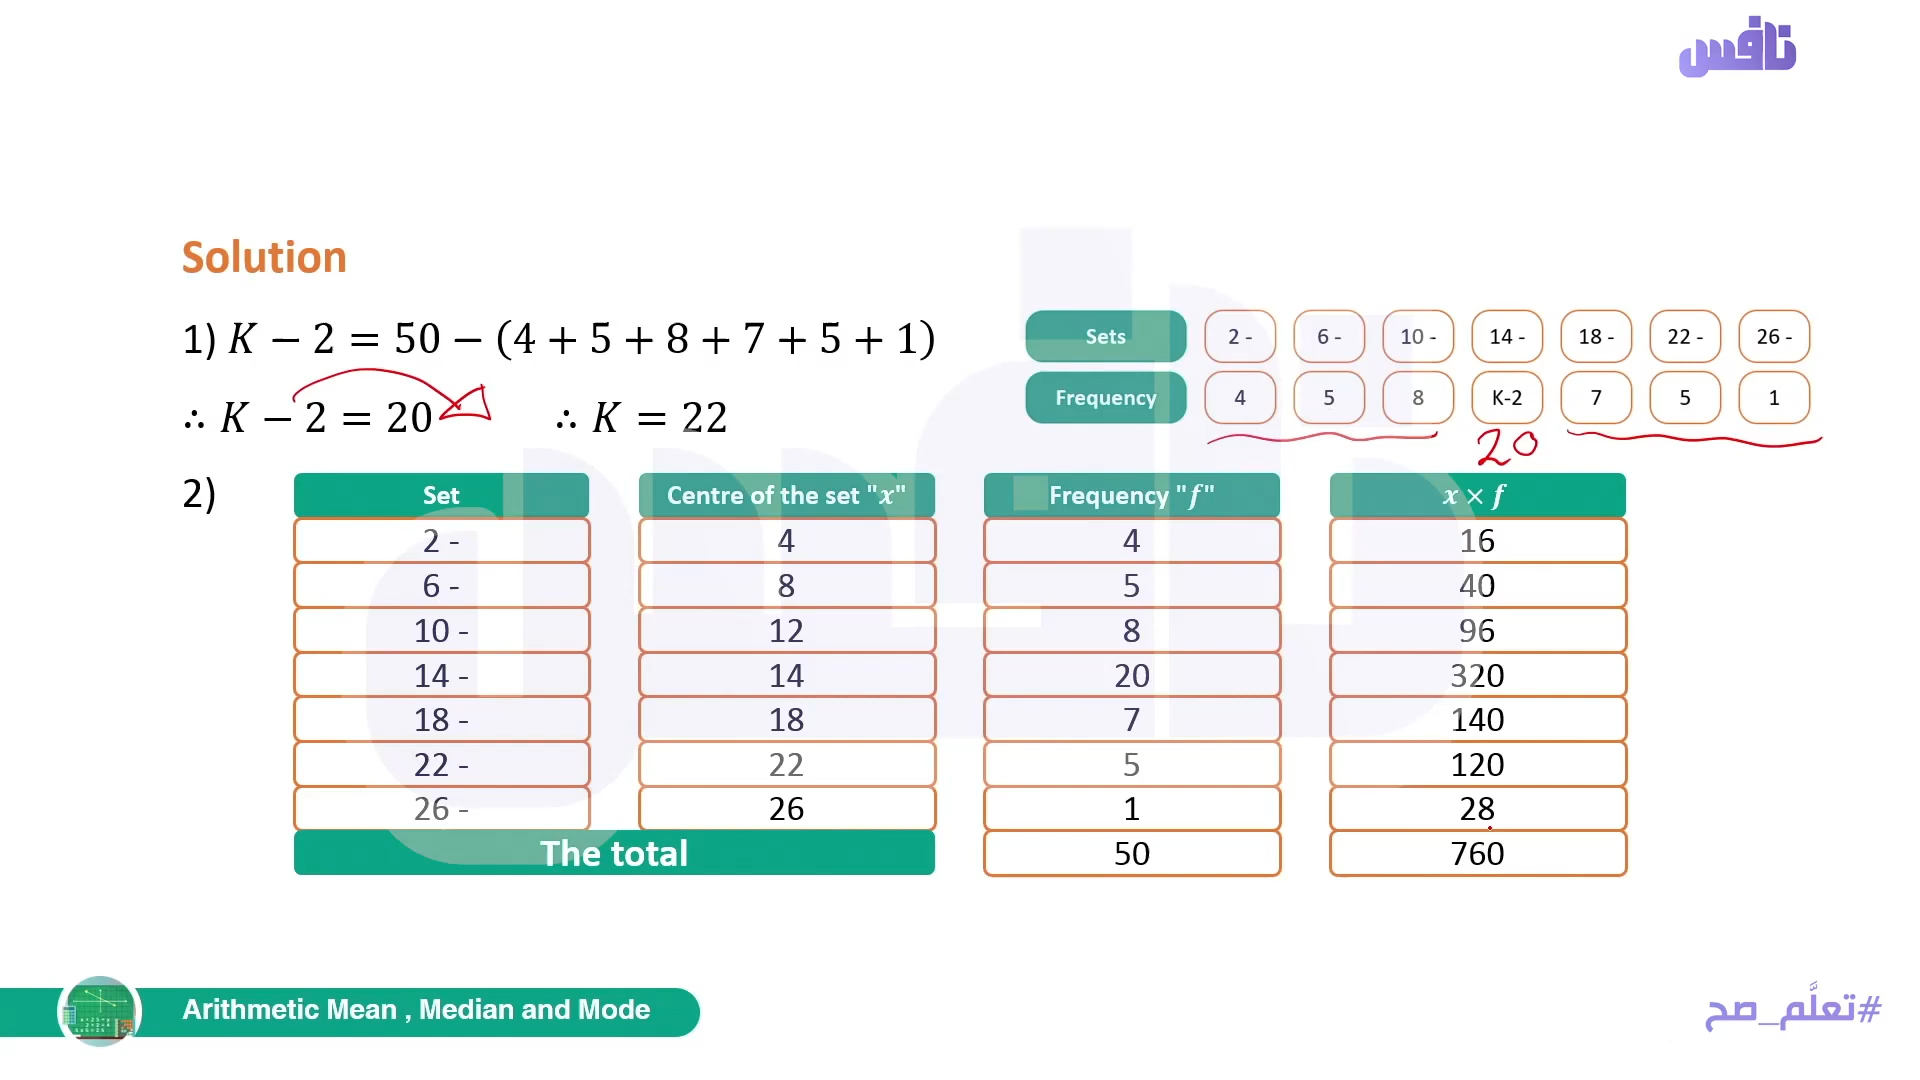 نافس
Solution
1) K − 2 = 50 − (4 + 5 + 8 + 7 + 5 + 1)
∴ K − 2 = 20 ∴ K = 22
Sets 2 - 6 - 10 - 14 - 18 - 22 - 26 -
Frequency 4 5 8 K-2 7 5 1
20
2)
Set Centre of the set "x" Frequency "f" x × f
2 - 4 4 16
6 - 8 5 40
10 - 12 8 96
14 - 14 20 320
18 - 18 7 140
22 - 22 5 120
26 - 26 1 28
The total 50 760
Arithmetic Mean , Median and Mode
#تعلَّم_صح